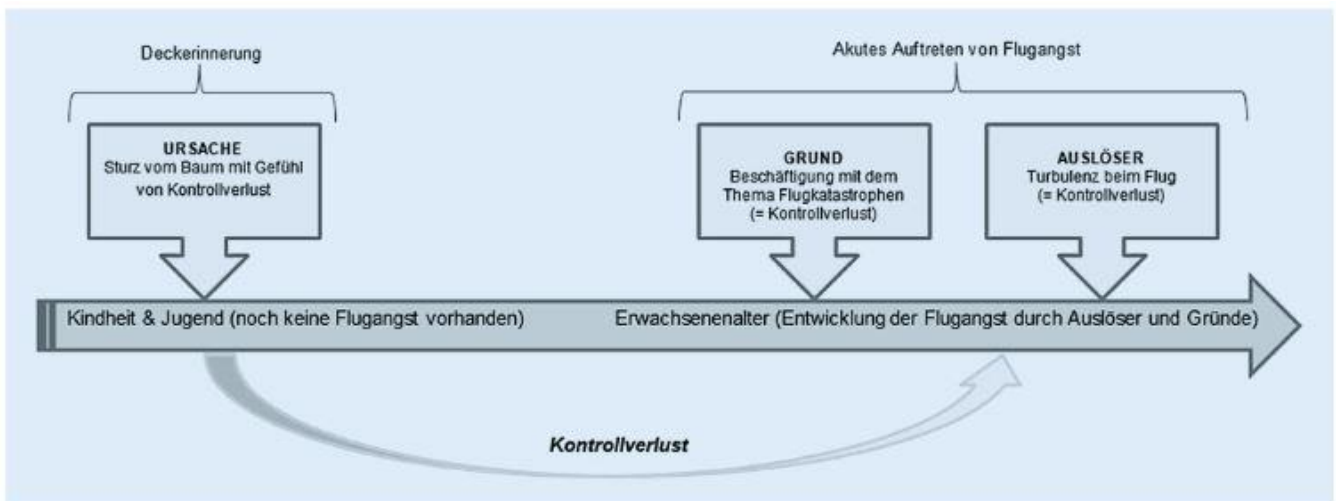 Deckerinnerung
Akutes Auftreten von Flugangst
URSACHE
Sturz vom Baum mit Gefühl
von Kontrollverlust
GRUND
Beschäftigung mit dem
Thema Flugkatastrophen
(= Kontrollverlust)
AUSLÖSER
Turbulenz beim Flug
(= Kontrollverlust)
Kindheit & Jugend (noch keine Flugangst vorhanden)
Erwachsenenalter (Entwicklung der Flugangst durch Auslöser und Gründe)
Kontrollverlust